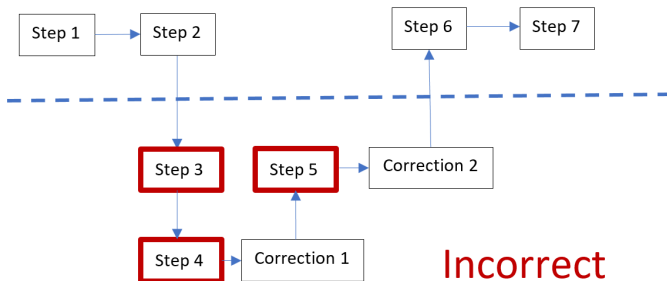 Step 1
Step 2
Step 6
Step 7
Step 3
Step 5
Correction 2
Step 4
Correction 1
Incorrect